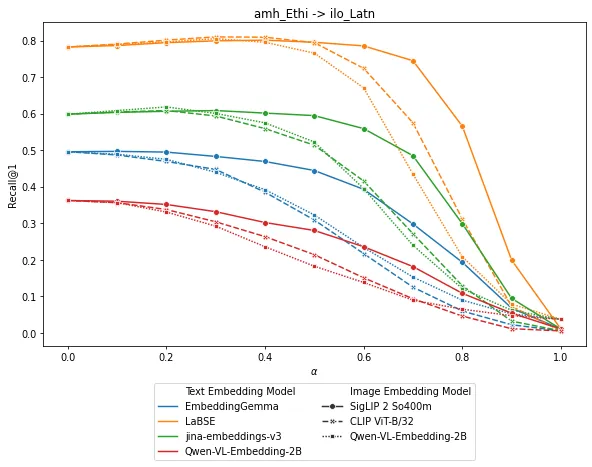 amh_Ethi -> ilo_Latn
Recall@1
0.8
0.7
0.6
0.5
0.4
0.3
0.2
0.1
0.0
0.0 0.2 0.4 0.6 0.8 1.0
α
Text Embedding Model Image Embedding Model
EmbeddingGemma SigLIP 2 So400m
LaBSE CLIP ViT-B/32
jina-embeddings-v3 Qwen-VL-Embedding-2B
Qwen-VL-Embedding-2B